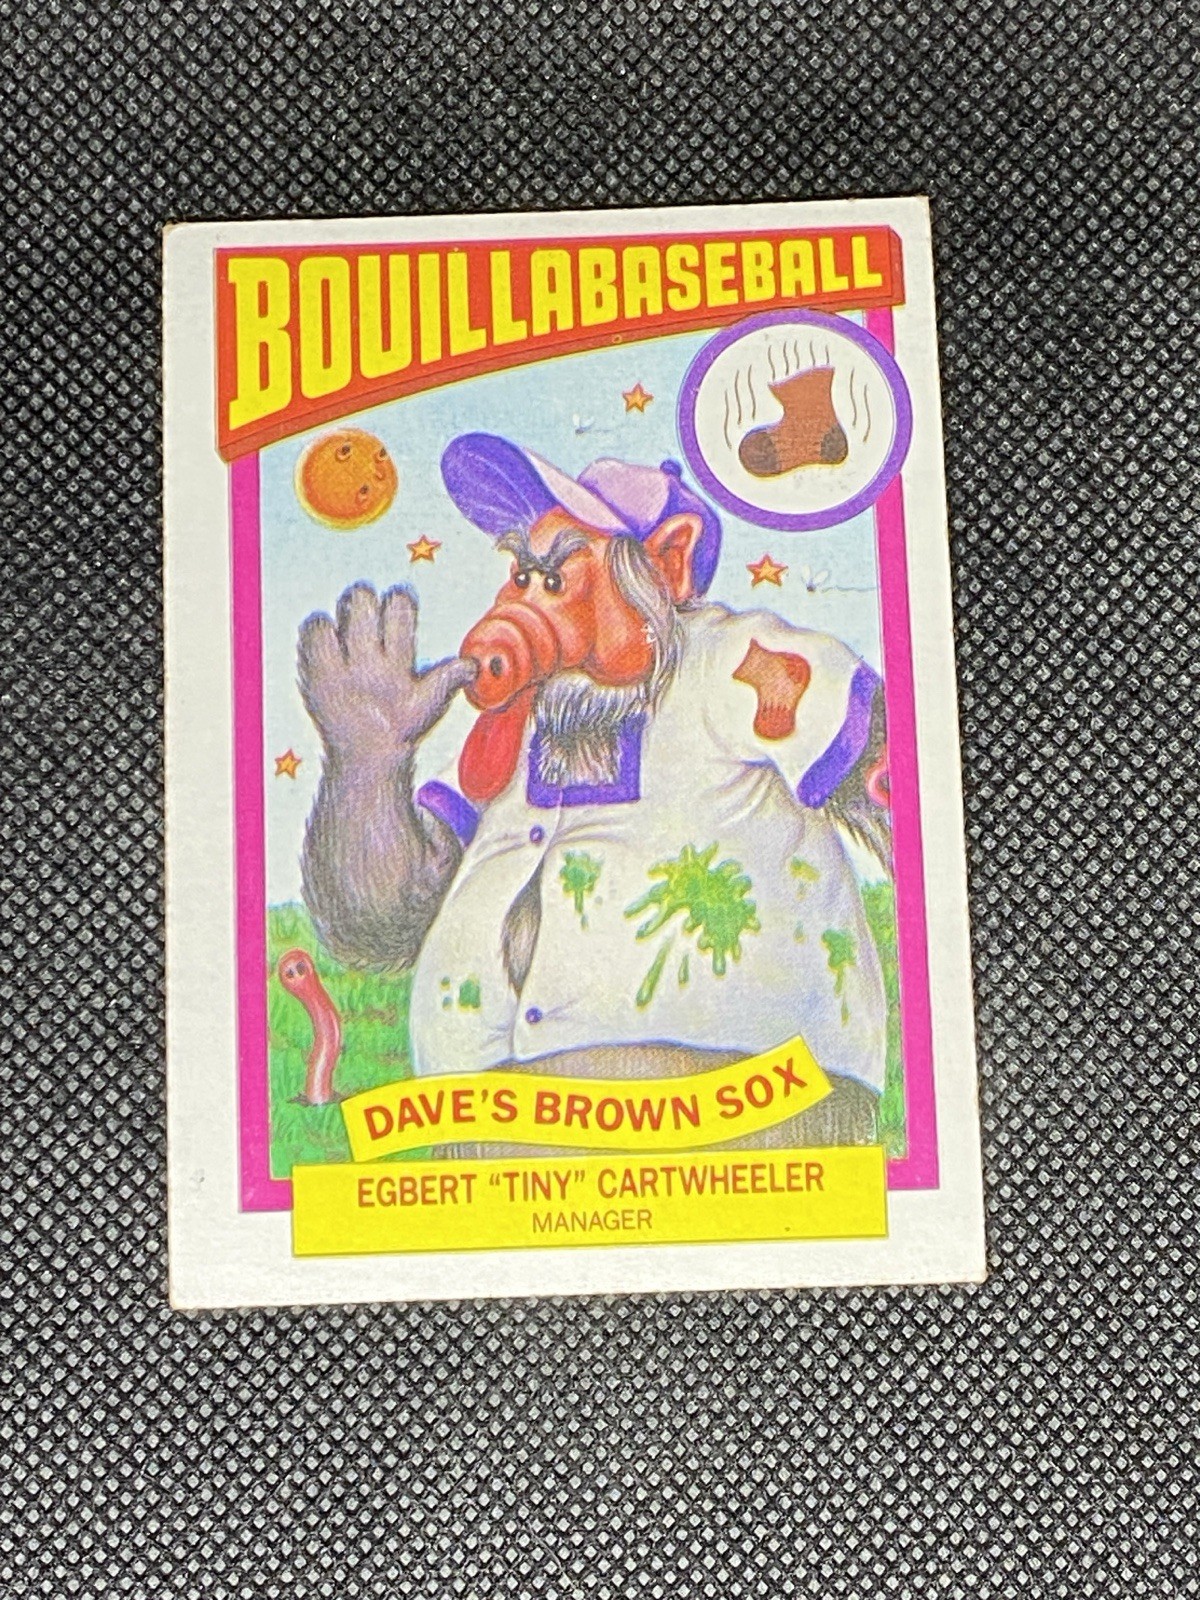 BOUILLABASEBALL
DAVE'S BROWN SOX
EGBERT "TINY" CARTWHEELER
MANAGER